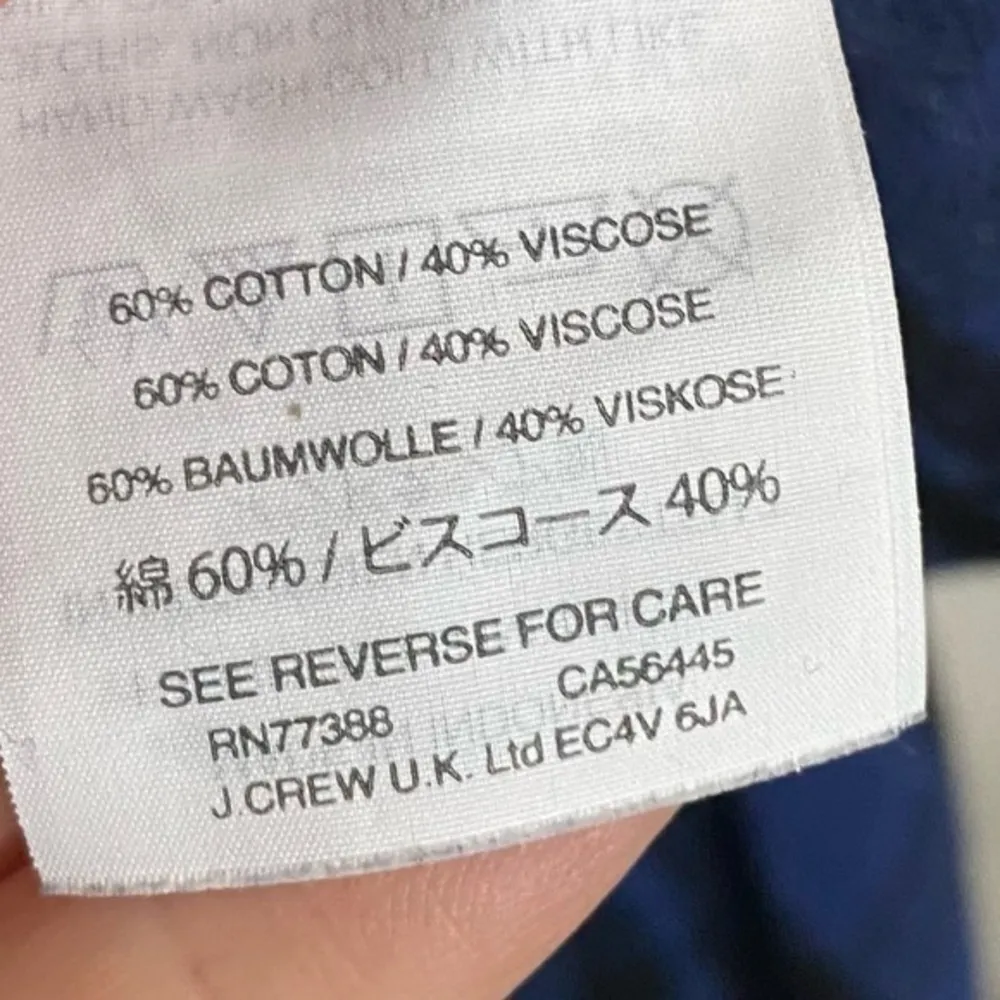 60% COTTON / 40% VISCOSE
60% COTON / 40% VISCOSE
60% BAUMWOLLE / 40% VISKOSE
綿 60% / ビスコース 40%
SEE REVERSE FOR CARE
RN77388 CA56445
J.CREW U.K. Ltd EC4V 6JA